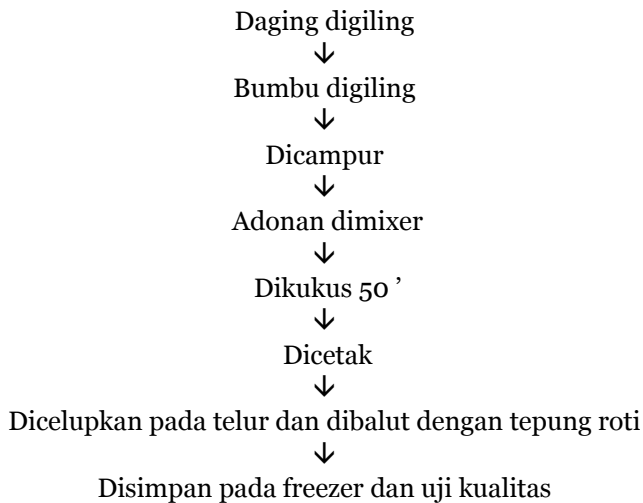 Daging digiling
↓
Bumbu digiling
↓
Dicampur
↓
Adonan dimixer
↓
Dikukus 50 ’
↓
Dicetak
↓
Dicelupkan pada telur dan dibalut dengan tepung roti
↓
Disimpan pada freezer dan uji kualitas